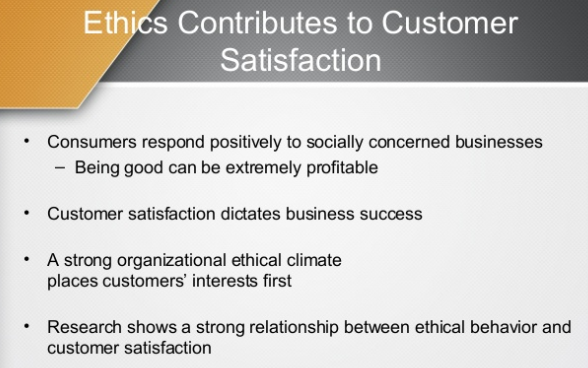 Ethics Contributes to Customer
Satisfaction
• Consumers respond positively to socially concerned businesses
– Being good can be extremely profitable
• Customer satisfaction dictates business success
• A strong organizational ethical climate
places customers’ interests first
• Research shows a strong relationship between ethical behavior and
customer satisfaction